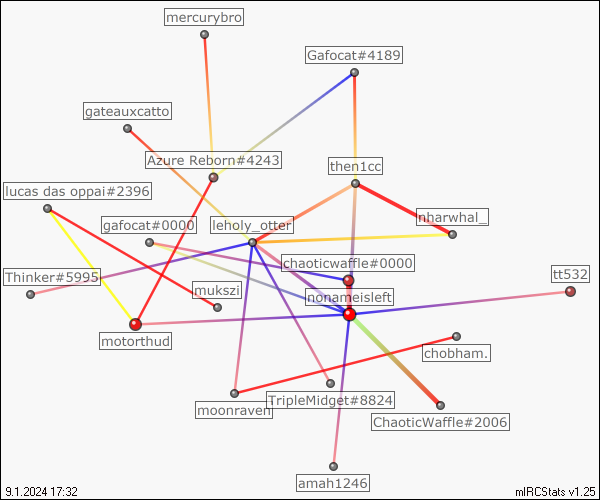 mercurybro
Gafocat#4189
gateauxcatto
Azure Reborn#4243
then1cc
lucas das oppai#2396
nharwhal_
gafocat#0000
leholy_otter
chaoticwaffle#0000
Thinker#5995
tt532
mukszi
nonameisleft
motorthud
chobham.
moonraven
TripleMidget#8824
ChaoticWaffle#2006
amah1246
9.1.2024 17:32
mIRCStats v1.25